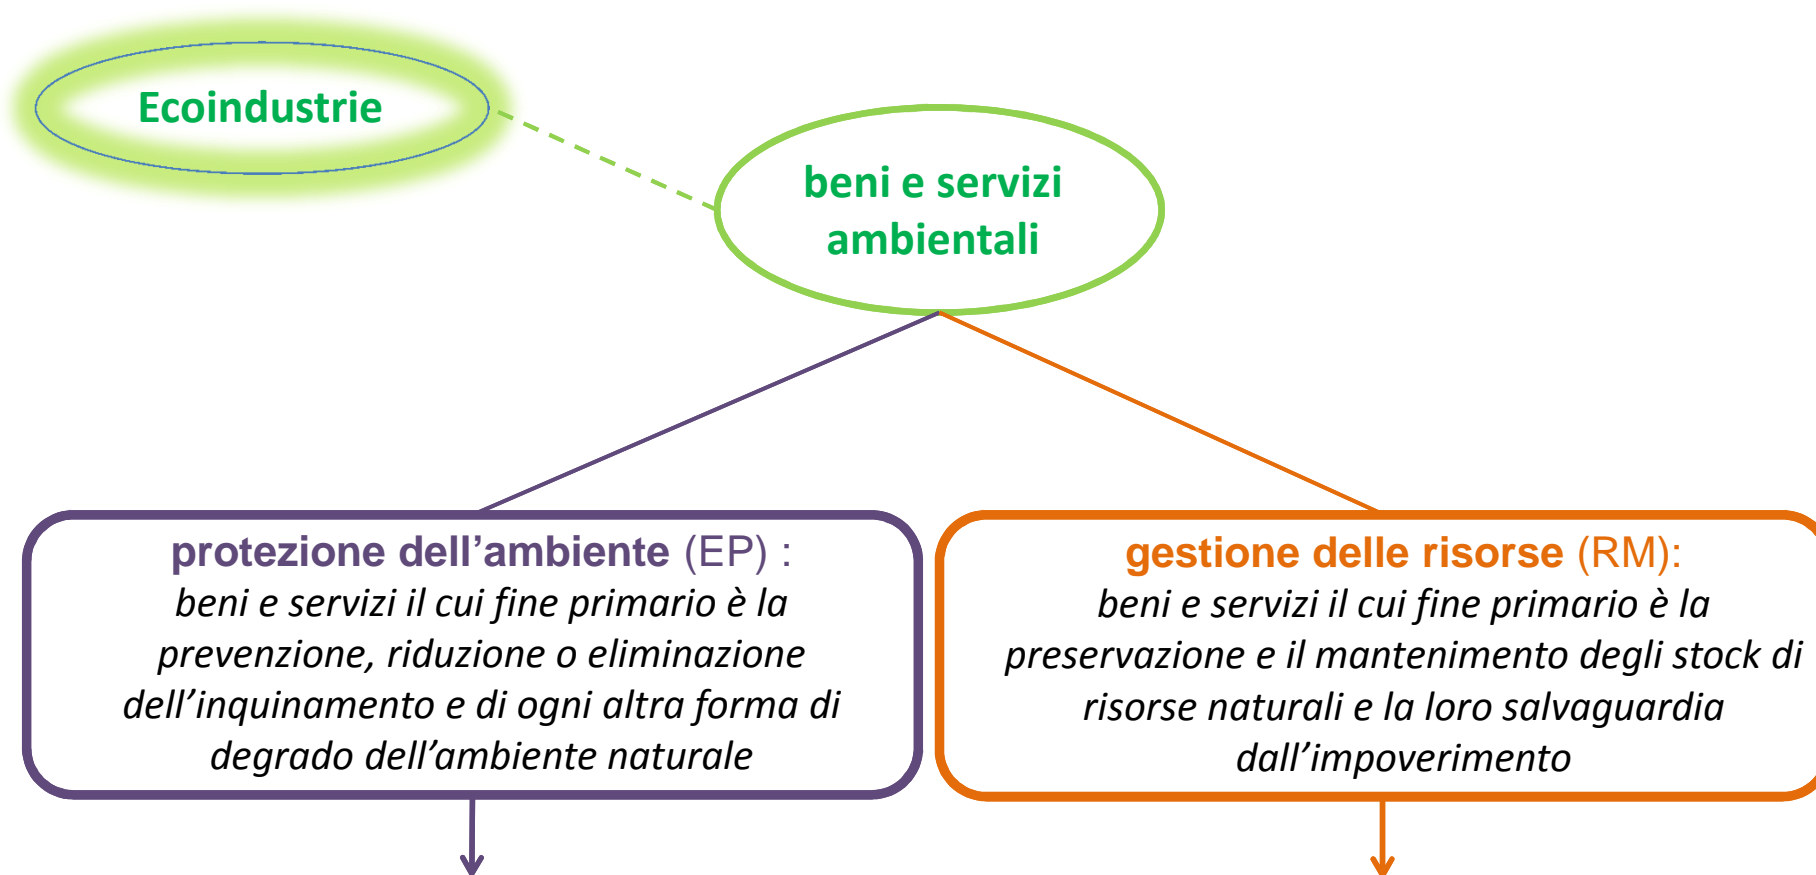 Ecoindustrie
beni e servizi
ambientali
protezione dell’ambiente (EP) :
beni e servizi il cui fine primario è la
prevenzione, riduzione o eliminazione
dell’inquinamento e di ogni altra forma di
degrado dell’ambiente naturale
gestione delle risorse (RM):
beni e servizi il cui fine primario è la
preservazione e il mantenimento degli stock di
risorse naturali e la loro salvaguardia
dall’impoverimento